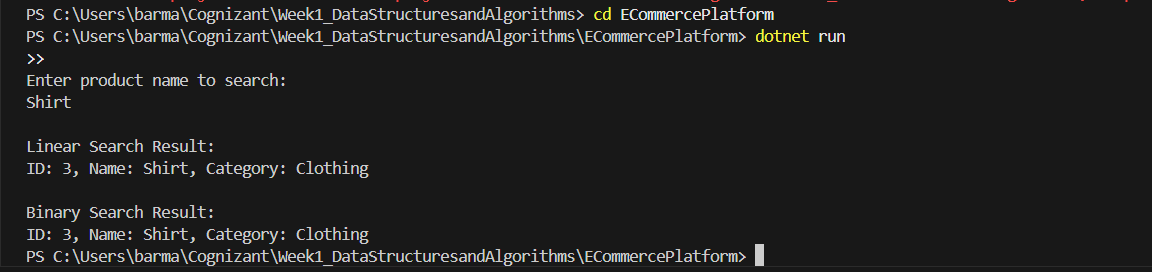 PS C:\Users\barma\Cognizant\Week1_DataStructuresandAlgorithms> cd ECommercePlatform
PS C:\Users\barma\Cognizant\Week1_DataStructuresandAlgorithms\ECommercePlatform> dotnet run
>>
Enter product name to search:
Shirt
Linear Search Result:
ID: 3, Name: Shirt, Category: Clothing
Binary Search Result:
ID: 3, Name: Shirt, Category: Clothing
PS C:\Users\barma\Cognizant\Week1_DataStructuresandAlgorithms\ECommercePlatform>